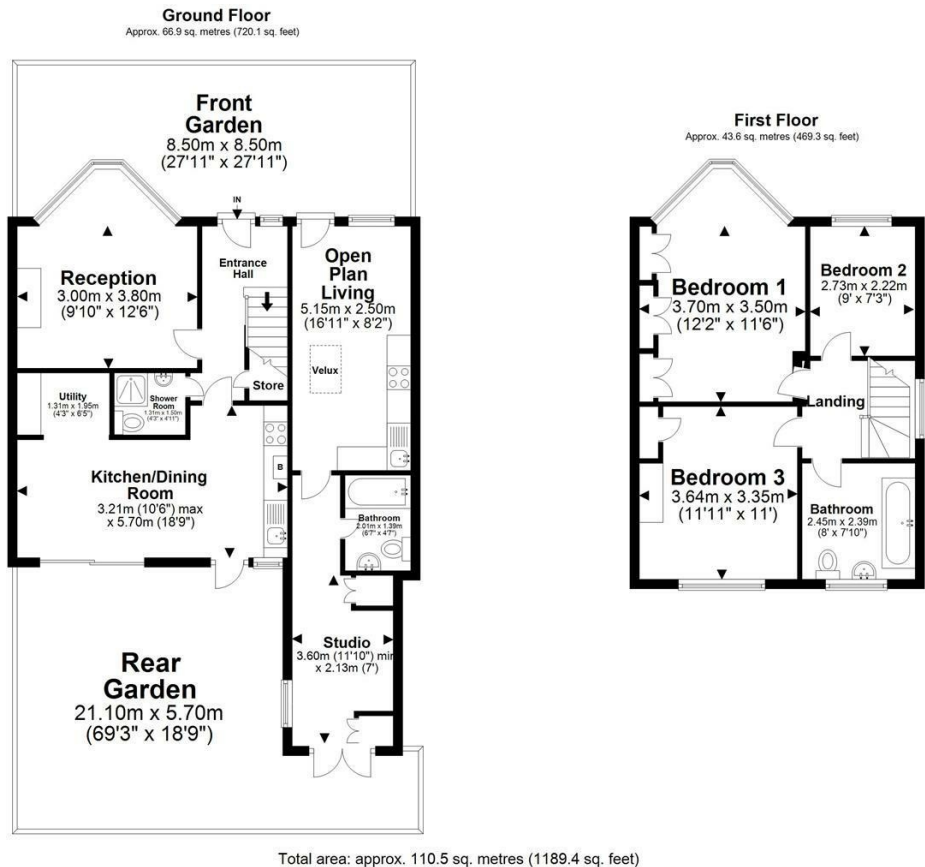 Ground Floor
Approx. 66.9 sq. metres (720.1 sq. feet)
Front
Garden
8.50m x 8.50m
(27'11" x 27'11")
IN
Reception
3.00m x 3.80m
(9'10" x 12'6")
Entrance
Hall
Open
Plan
Living
5.15m x 2.50m
(16'11" x 8'2")
Velux
Store
Utility
1.31m x 1.95m
(4'3" x 6'5")
Shower
Room
1.31m x 1.50m
(4'3" x 4'11")
B
Kitchen/Dining
Room
3.21m (10'6") max
x 5.70m (18'9")
Bathroom
2.01m x 1.39m
(6'7" x 4'7")
Studio
3.60m (11'10") min
x 2.13m (7')
Rear
Garden
21.10m x 5.70m
(69'3" x 18'9")
First Floor
Approx. 43.6 sq. metres (469.3 sq. feet)
Bedroom 1
3.70m x 3.50m
(12'2" x 11'6")
Bedroom 2
2.73m x 2.22m
(9' x 7'3")
Landing
Bedroom 3
3.64m x 3.35m
(11'11" x 11')
Bathroom
2.45m x 2.39m
(8' x 7'10")
Total area: approx. 110.5 sq. metres (1189.4 sq. feet)